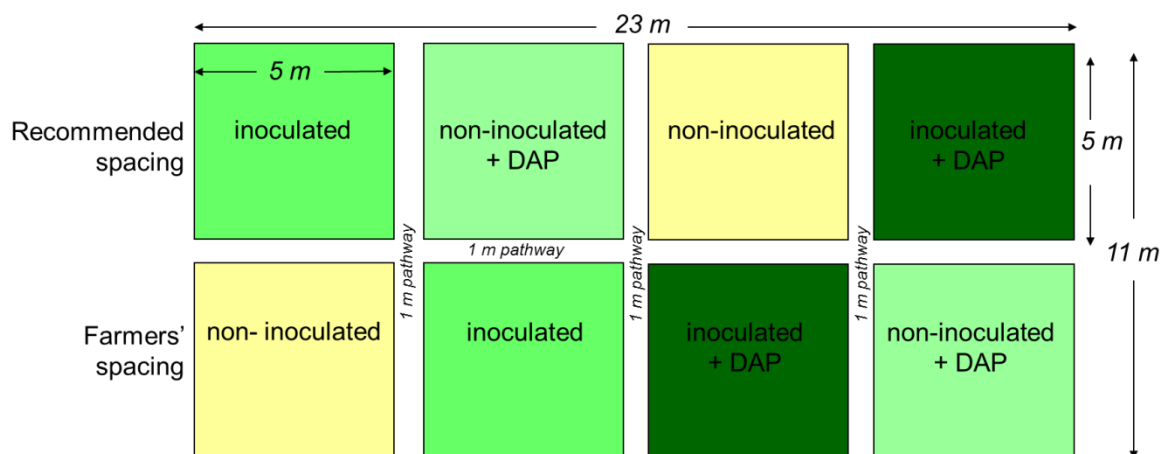 23 m
5 m
Recommended
spacing
inoculated
non-inoculated
+ DAP
non-inoculated
inoculated
+ DAP
5 m
1 m pathway
1 m pathway
1 m pathway
1 m pathway
11 m
Farmers'
spacing
non- inoculated
inoculated
inoculated
+ DAP
non-inoculated
+ DAP